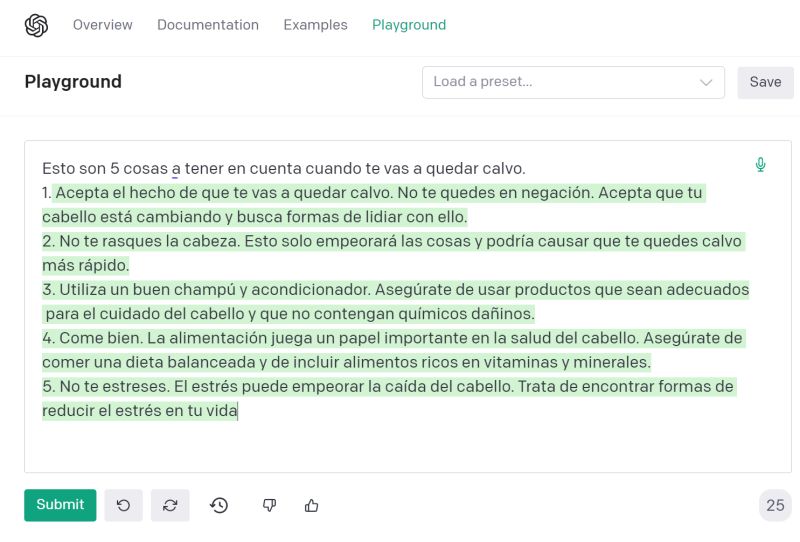 Overview Documentation Examples Playground
Playground
Load a preset...
Save
Esto son 5 cosas a tener en cuenta cuando te vas a quedar calvo.
1. Acepta el hecho de que te vas a quedar calvo. No te quedes en negación. Acepta que tu
cabello está cambiando y busca formas de lidiar con ello.
2. No te rasques la cabeza. Esto solo empeorará las cosas y podría causar que te quedes calvo
más rápido.
3. Utiliza un buen champú y acondicionador. Asegúrate de usar productos que sean adecuados
para el cuidado del cabello y que no contengan químicos dañinos.
4. Come bien. La alimentación juega un papel importante en la salud del cabello. Asegúrate de
comer una dieta balanceada y de incluir alimentos ricos en vitaminas y minerales.
5. No te estreses. El estrés puede empeorar la caída del cabello. Trata de encontrar formas de
reducir el estrés en tu vida
Submit
25